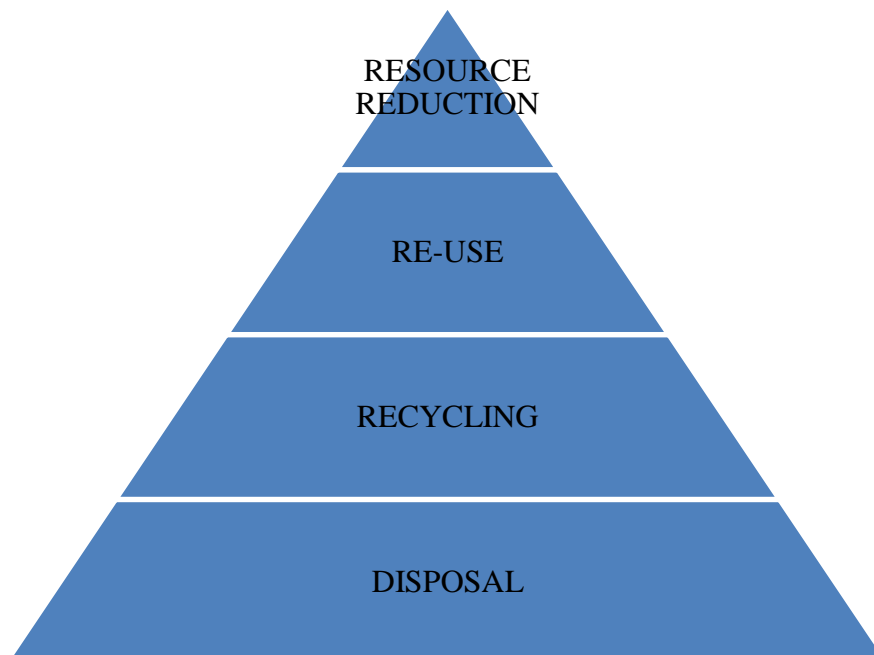 RESOURCE
REDUCTION
RE-USE
RECYCLING
DISPOSAL